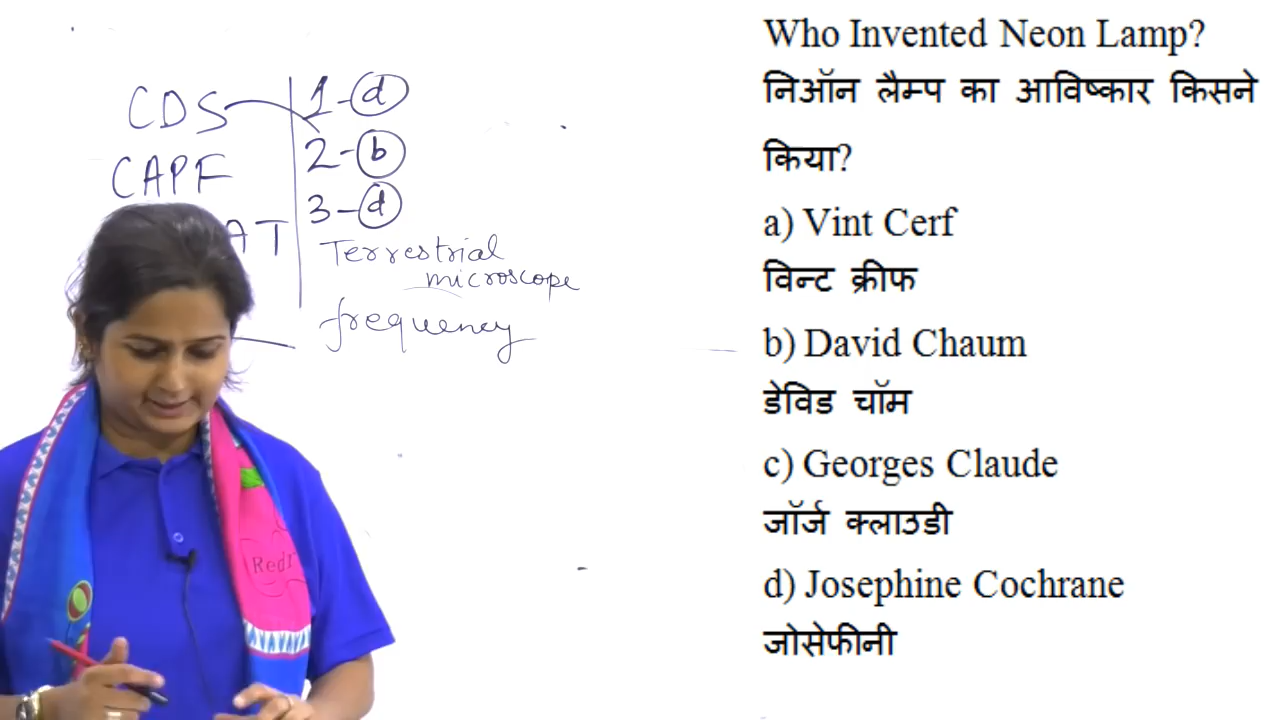 CDS
CAPF
AT
1-d
2-b
3-d
Terrestrial
microscope
frequency
Who Invented Neon Lamp?
निऑन लैम्प का आविष्कार किसने
किया?
a) Vint Cerf
विन्ट क्रीफ
b) David Chaum
डेविड चॉम
c) Georges Claude
जॉर्ज क्लाउडी
d) Josephine Cochrane
जोसेफीनी